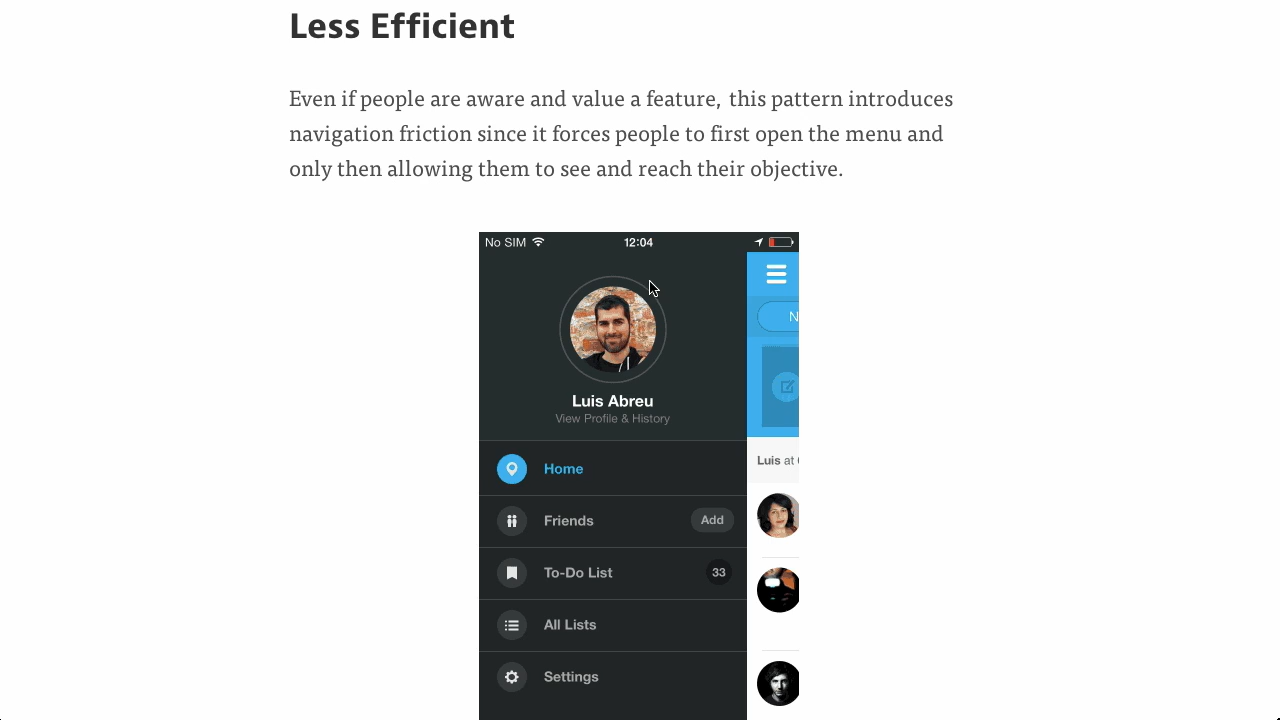 Less Efficient
Even if people are aware and value a feature, this pattern introduces
navigation friction since it forces people to first open the menu and
only then allowing them to see and reach their objective.
No SIM 12:04
N
Luis Abreu
View Profile & History
Luis at
Home
Friends Add
To-Do List 33
All Lists
Settings